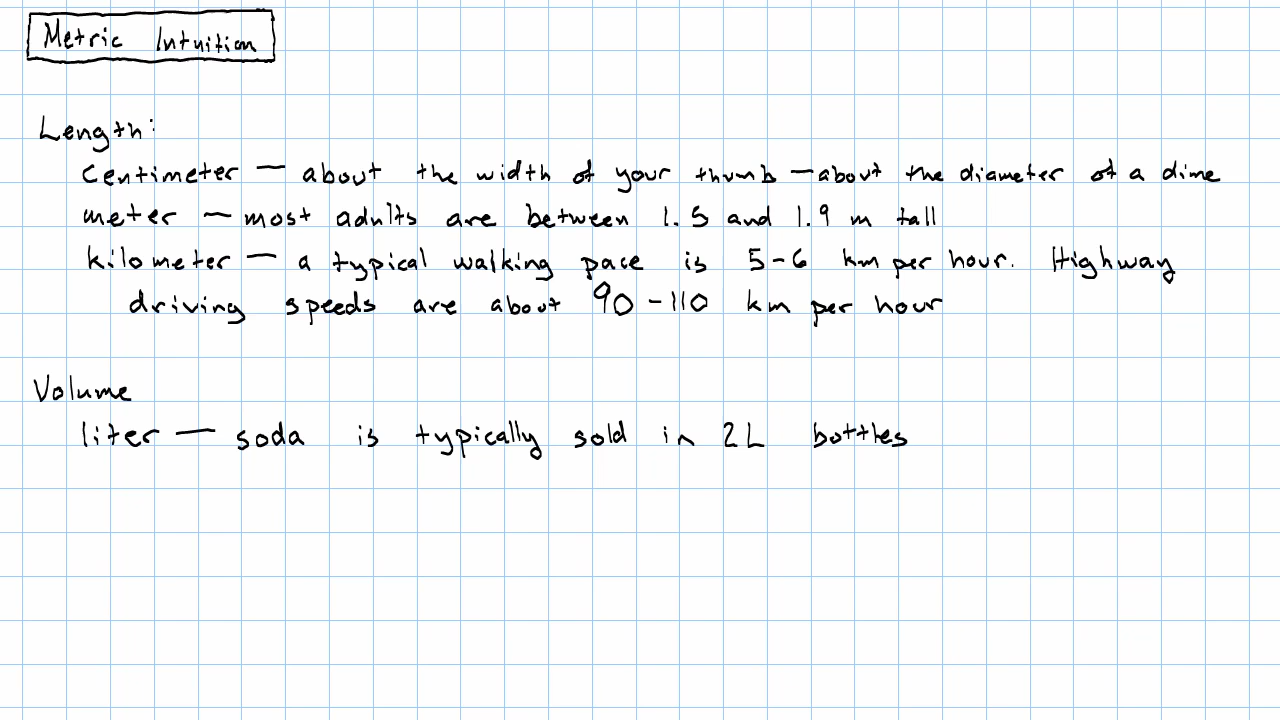 Metric Intuition
Length:
Centimeter — about the width of your thumb — about the diameter of a dime
meter — most adults are between 1.5 and 1.9 m tall
kilometer — a typical walking pace is 5-6 km per hour. Highway
driving speeds are about 90-110 km per hour
Volume
liter — soda is typically sold in 2L bottles